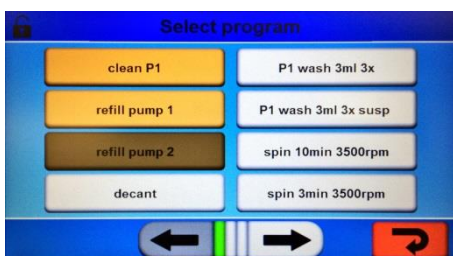 Select program
clean P1
P1 wash 3ml 3x
refill pump 1
P1 wash 3ml 3x susp
refill pump 2
spin 10min 3500rpm
decant
spin 3min 3500rpm